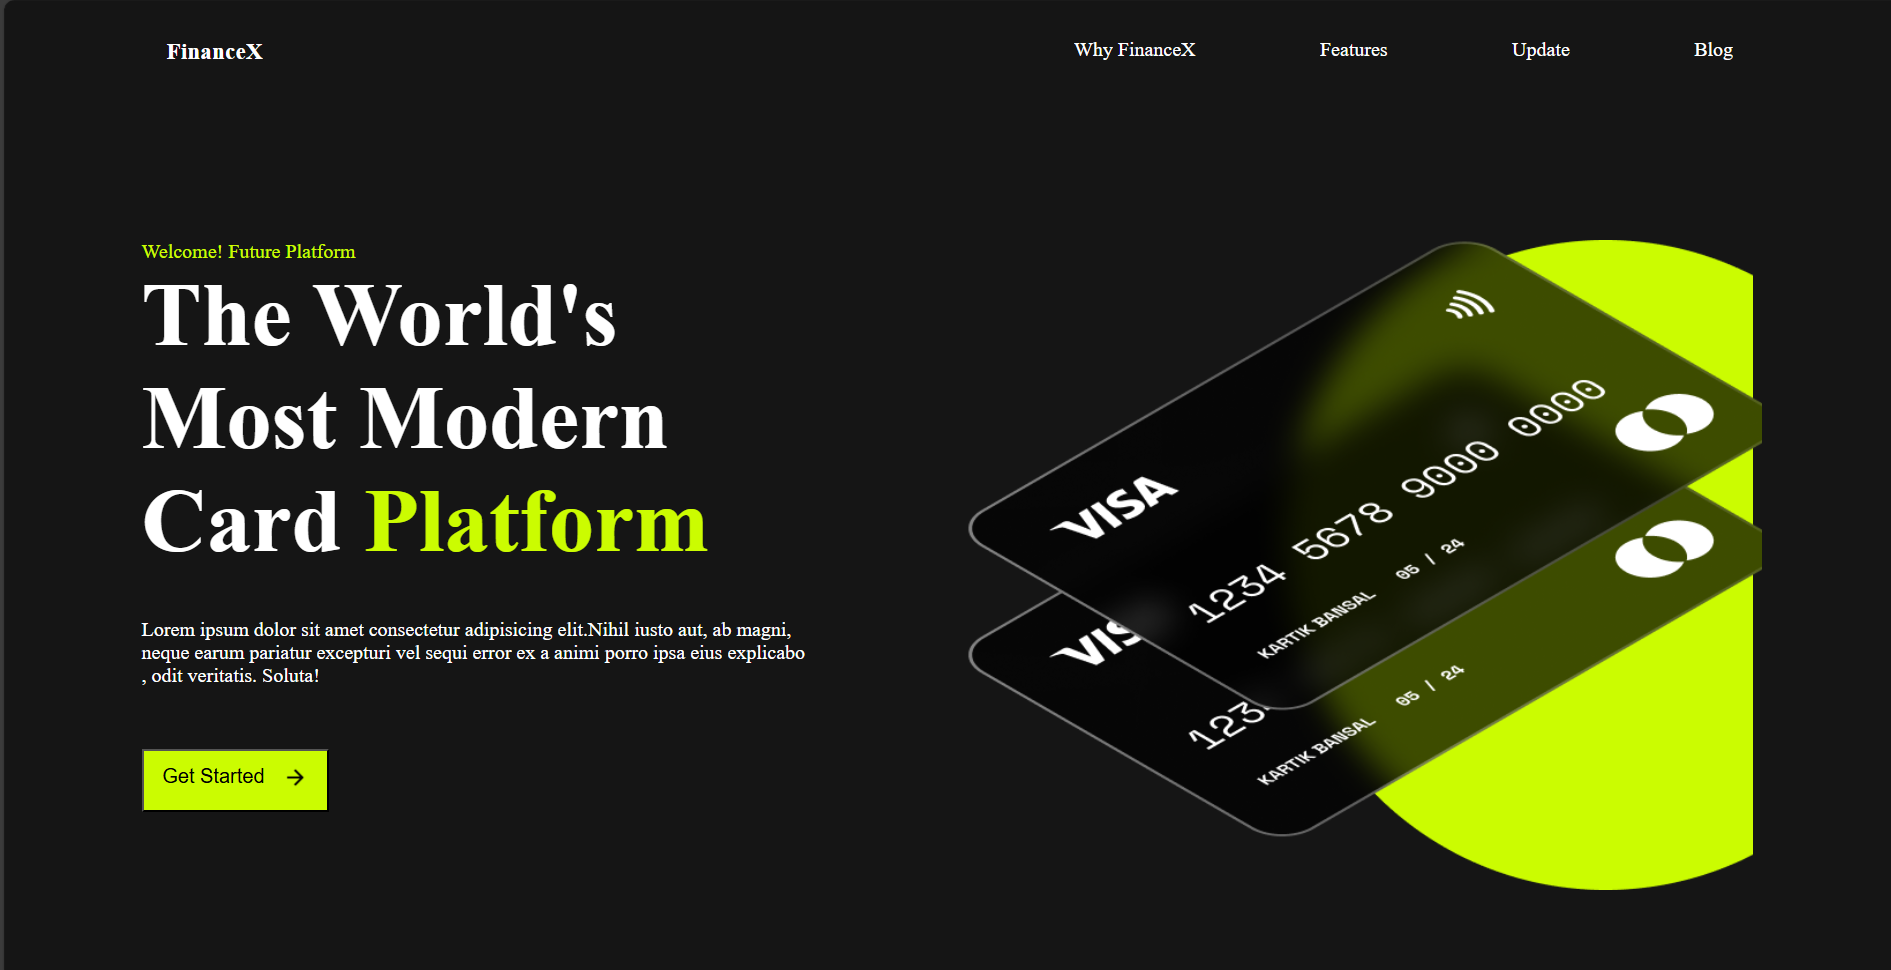 FinanceX
Why FinanceX
Features
Update
Blog
Welcome! Future Platform
The World's
Most Modern
Card Platform
Lorem ipsum dolor sit amet consectetur adipisicing elit.Nihil iusto aut, ab magni,
neque earum pariatur excepturi vel sequi error ex a animi porro ipsa eius explicabo
, odit veritatis. Soluta!
Get Started
VISA
1234 5678 9000 0000
KARTIK BANSAL 05 / 24
VIS
123
KARTIK BANSAL 05 / 24